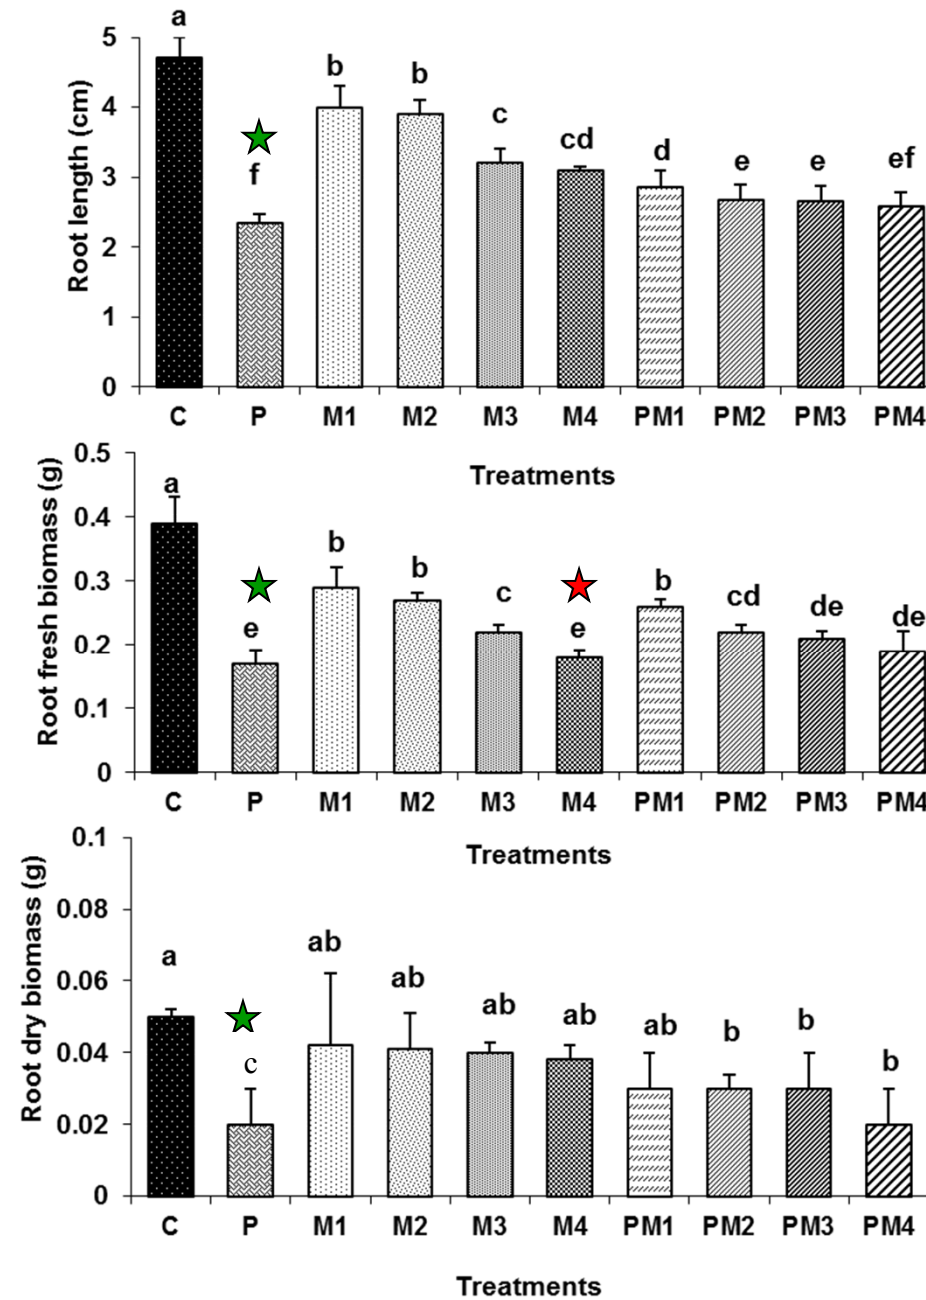 a
5
b
b
4
c
cd
d
e
e
ef
f
3
2
1
0
Root length (cm)
C P M1 M2 M3 M4 PM1 PM2 PM3 PM4
Treatments
0.5
a
0.4
b
b
b
0.3
c
cd
e
e
de
de
0.2
0.1
0
Root fresh biomass (g)
C P M1 M2 M3 M4 PM1 PM2 PM3 PM4
Treatments
0.1
0.08
a
ab
ab
ab
ab
ab
b
b
b
c
0.06
0.04
0.02
0
Root dry biomass (g)
C P M1 M2 M3 M4 PM1 PM2 PM3 PM4
Treatments